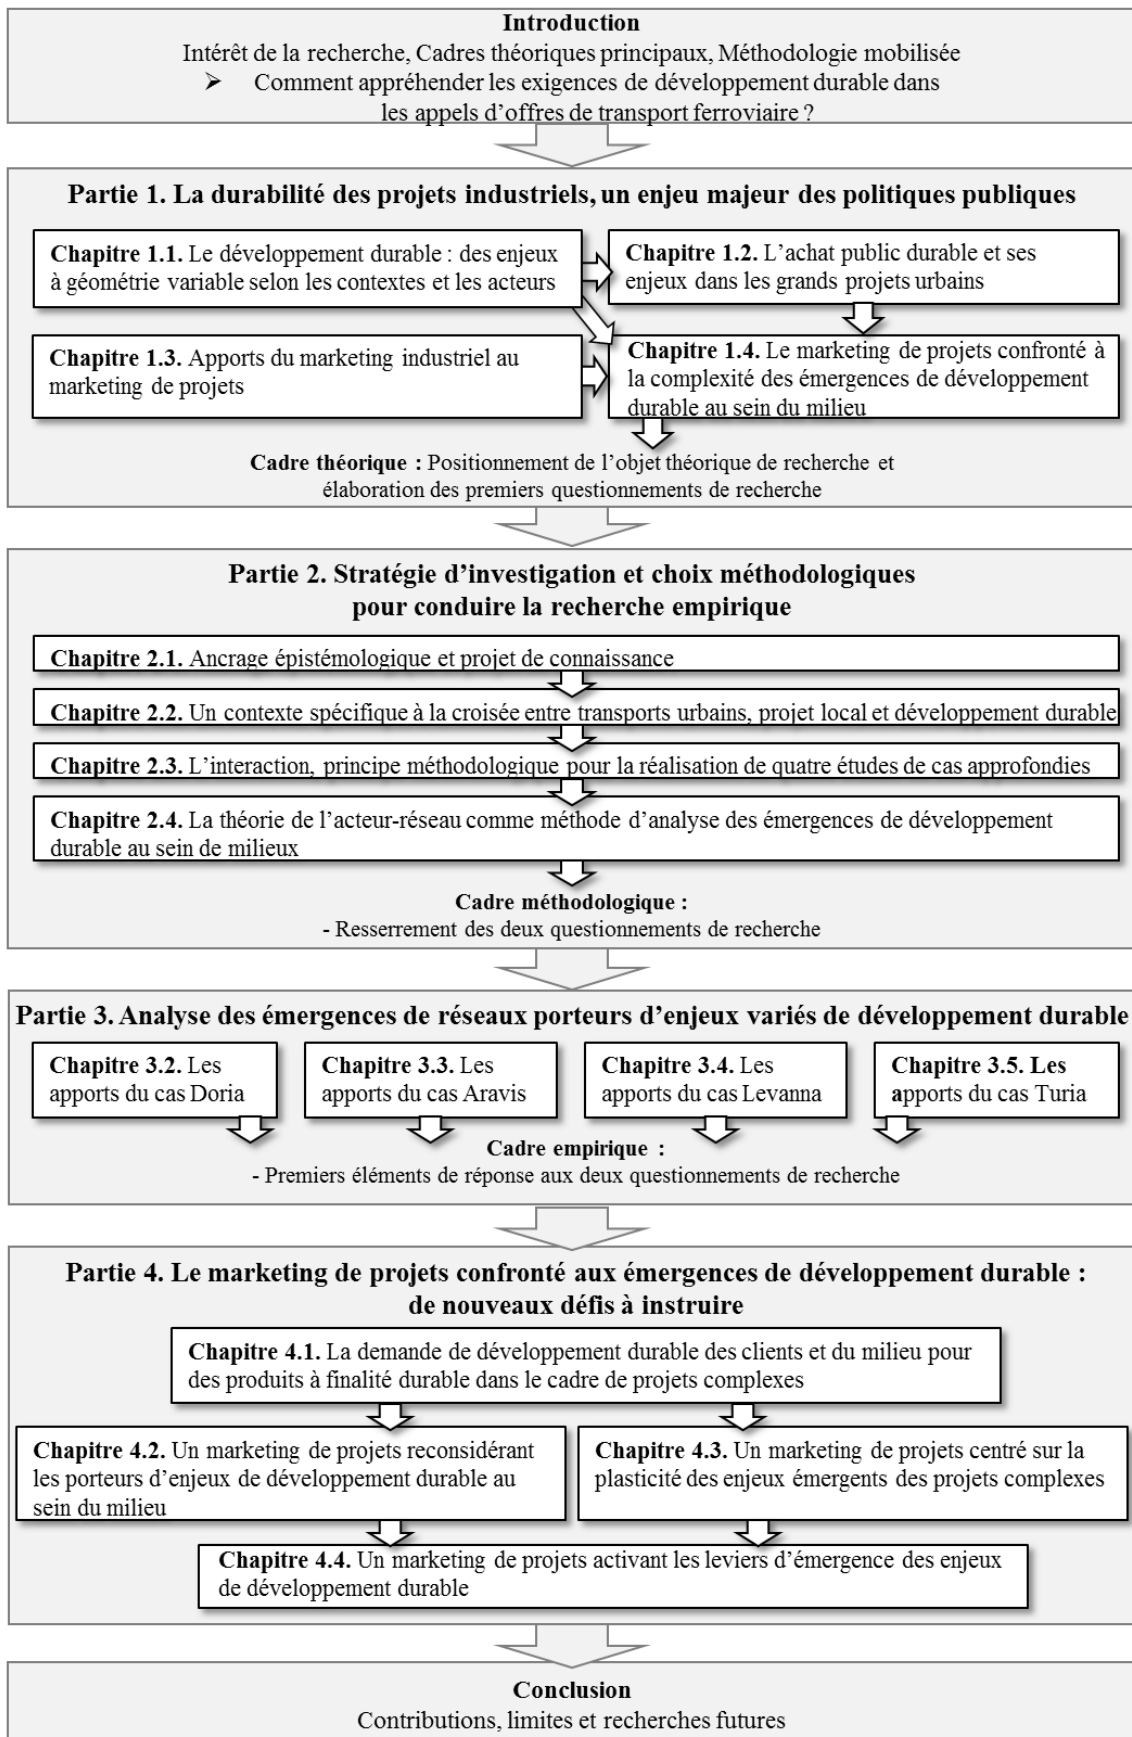 Introduction
Intérêt de la recherche, Cadres théoriques principaux, Méthodologie mobilisée
➢ Comment appréhender les exigences de développement durable dans
les appels d’offres de transport ferroviaire ?
Partie 1. La durabilité des projets industriels, un enjeu majeur des politiques publiques
Chapitre 1.1. Le développement durable : des enjeux
à géométrie variable selon les contextes et les acteurs
Chapitre 1.2. L’achat public durable et ses
enjeux dans les grands projets urbains
Chapitre 1.3. Apports du marketing industriel au
marketing de projets
Chapitre 1.4. Le marketing de projets confronté à
la complexité des émergences de développement
durable au sein du milieu
Cadre théorique : Positionnement de l’objet théorique de recherche et
élaboration des premiers questionnements de recherche
Partie 2. Stratégie d’investigation et choix méthodologiques
pour conduire la recherche empirique
Chapitre 2.1. Ancrage épistémologique et projet de connaissance
Chapitre 2.2. Un contexte spécifique à la croisée entre transports urbains, projet local et développement durable
Chapitre 2.3. L’interaction, principe méthodologique pour la réalisation de quatre études de cas approfondies
Chapitre 2.4. La théorie de l’acteur-réseau comme méthode d’analyse des émergences de développement
durable au sein de milieux
Cadre méthodologique :
- Resserrement des deux questionnements de recherche
Partie 3. Analyse des émergences de réseaux porteurs d’enjeux variés de développement durable
Chapitre 3.2. Les
apports du cas Doria
Chapitre 3.3. Les
apports du cas Aravis
Chapitre 3.4. Les
apports du cas Levanna
Chapitre 3.5. Les
apports du cas Turia
Cadre empirique :
- Premiers éléments de réponse aux deux questionnements de recherche
Partie 4. Le marketing de projets confronté aux émergences de développement durable :
de nouveaux défis à instruire
Chapitre 4.1. La demande de développement durable des clients et du milieu pour
des produits à finalité durable dans le cadre de projets complexes
Chapitre 4.2. Un marketing de projets reconsidérant
les porteurs d’enjeux de développement durable au
sein du milieu
Chapitre 4.3. Un marketing de projets centré sur la
plasticité des enjeux émergents des projets complexes
Chapitre 4.4. Un marketing de projets activant les leviers d’émergence des enjeux
de développement durable
Conclusion
Contributions, limites et recherches futures